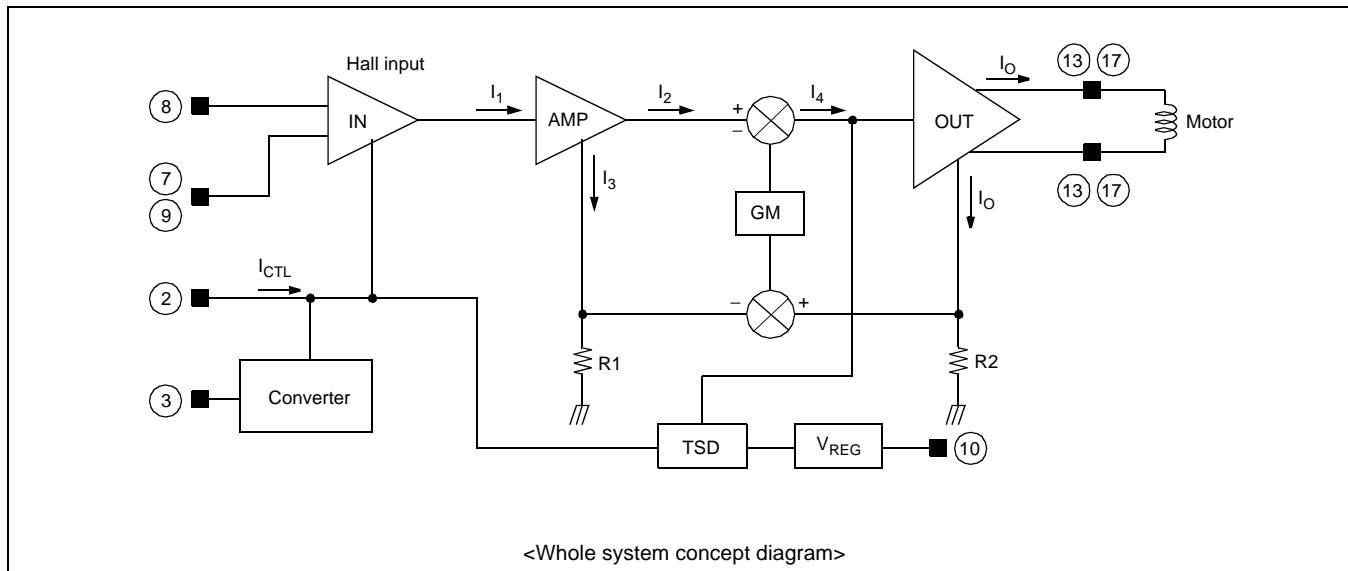 Hall input
8
IN
I1
AMP
I2
+
−
I4
OUT
IO
13 17
Motor
7
9
I3
GM
IO
13 17
ICTL
2
−
+
R1
R2
3
Converter
TSD
VREG
10
<Whole system concept diagram>